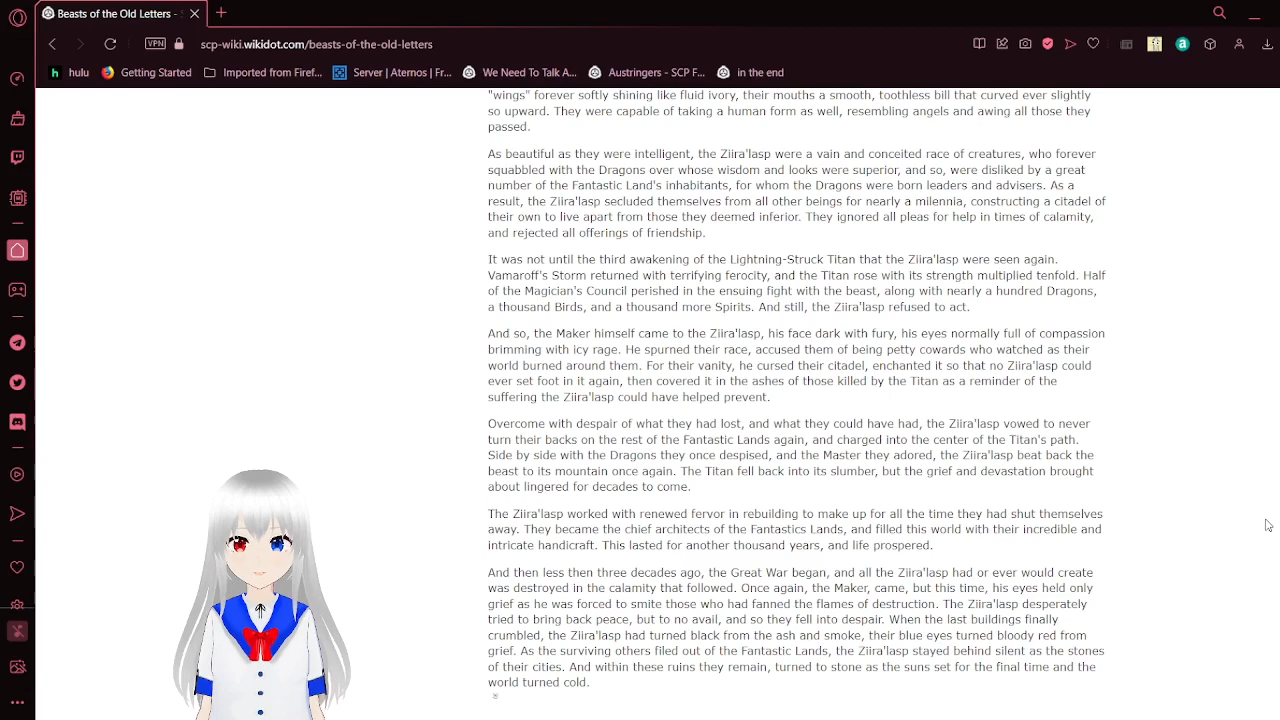 Beasts of the Old Letters -
VPN
scp-wiki.wikidot.com/beasts-of-the-old-letters
h hulu
Getting Started
Imported from Firef...
Server | Aternos | Fr...
We Need To Talk A...
Austringers - SCP F...
in the end
"wings" forever softly shining like fluid ivory, their mouths a smooth, toothless bill that curved ever slightly
so upward. They were capable of taking a human form as well, resembling angels and awing all those they
passed.
As beautiful as they were intelligent, the Ziira'lasp were a vain and conceited race of creatures, who forever
squabbled with the Dragons over whose wisdom and looks were superior, and so, were disliked by a great
number of the Fantastic Land's inhabitants, for whom the Dragons were born leaders and advisers. As a
result, the Ziira'lasp secluded themselves from all other beings for nearly a milennia, constructing a citadel of
their own to live apart from those they deemed inferior. They ignored all pleas for help in times of calamity,
and rejected all offerings of friendship.
It was not until the third awakening of the Lightning-Struck Titan that the Ziira'lasp were seen again.
Vamaroff's Storm returned with terrifying ferocity, and the Titan rose with its strength multiplied tenfold. Half
of the Magician's Council perished in the ensuing fight with the beast, along with nearly a hundred Dragons,
a thousand Birds, and a thousand more Spirits. And still, the Ziira'lasp refused to act.
And so, the Maker himself came to the Ziira'lasp, his face dark with fury, his eyes normally full of compassion
brimming with icy rage. He spurned their race, accused them of being petty cowards who watched as their
world burned around them. For their vanity, he cursed their citadel, enchanted it so that no Ziira'lasp could
ever set foot in it again, then covered it in the ashes of those killed by the Titan as a reminder of the
suffering the Ziira'lasp could have helped prevent.
Overcome with despair of what they had lost, and what they could have had, the Ziira'lasp vowed to never
turn their backs on the rest of the Fantastic Lands again, and charged into the center of the Titan's path.
Side by side with the Dragons they once despised, and the Master they adored, the Ziira'lasp beat back the
beast to its mountain once again. The Titan fell back into its slumber, but the grief and devastation brought
about lingered for decades to come.
The Ziira'lasp worked with renewed fervor in rebuilding to make up for all the time they had shut themselves
away. They became the chief architects of the Fantastics Lands, and filled this world with their incredible and
intricate handicraft. This lasted for another thousand years, and life prospered.
And then less then three decades ago, the Great War began, and all the Ziira'lasp had or ever would create
was destroyed in the calamity that followed. Once again, the Maker, came, but this time, his eyes held only
grief as he was forced to smite those who had fanned the flames of destruction. The Ziira'lasp desperately
tried to bring back peace, but to no avail, and so they fell into despair. When the last buildings finally
crumbled, the Ziira'lasp had turned black from the ash and smoke, their blue eyes turned bloody red from
grief. As the surviving others filed out of the Fantastic Lands, the Ziira'lasp stayed behind silent as the stones
of their cities. And within these ruins they remain, turned to stone as the suns set for the final time and the
world turned cold.